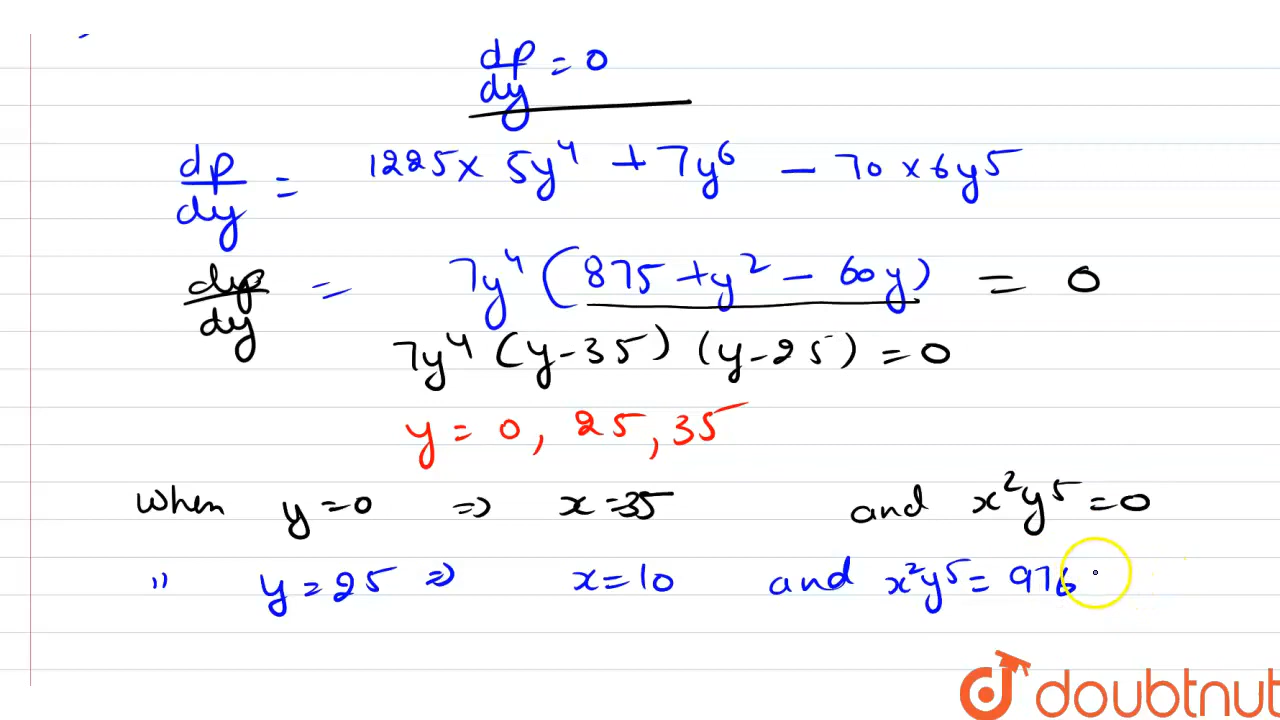 dp/dy = 0
dp/dy = 1225 × 5y⁴ + 7y⁶ − 70 × 6y⁵
dp/dy = 7y⁴ (875 + y² − 60y) = 0
7y⁴ (y − 35) (y − 25) = 0
y = 0, 25, 35
When y = 0 ⇒ x = 35 and x²y⁵ = 0
" y = 25 ⇒ x = 10 and x²y⁵ = 976
doubtnut